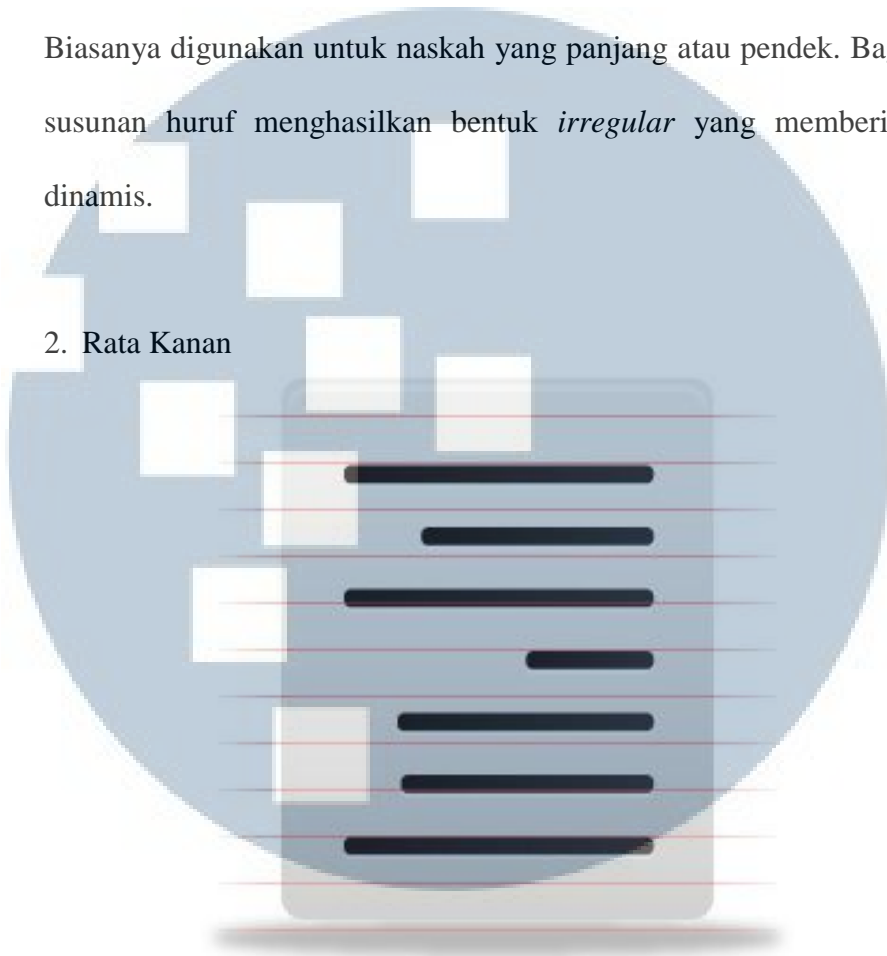 Biasanya digunakan untuk naskah yang panjang atau pendek. Ba
susunan huruf menghasilkan bentuk irregular yang memberi
dinamis.
2. Rata Kanan